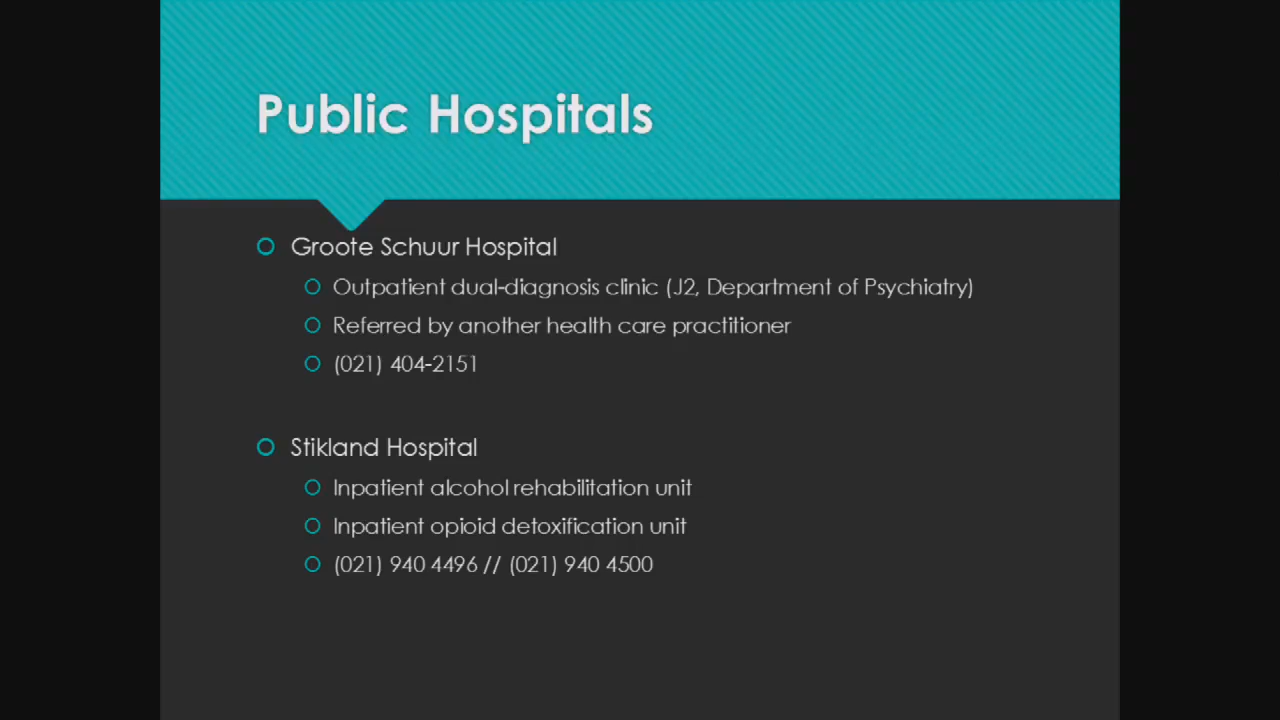 Public Hospitals
Groote Schuur Hospital
Outpatient dual-diagnosis clinic (J2, Department of Psychiatry)
Referred by another health care practitioner
(021) 404-2151
Stikland Hospital
Inpatient alcohol rehabilitation unit
Inpatient opioid detoxification unit
(021) 940 4496 // (021) 940 4500